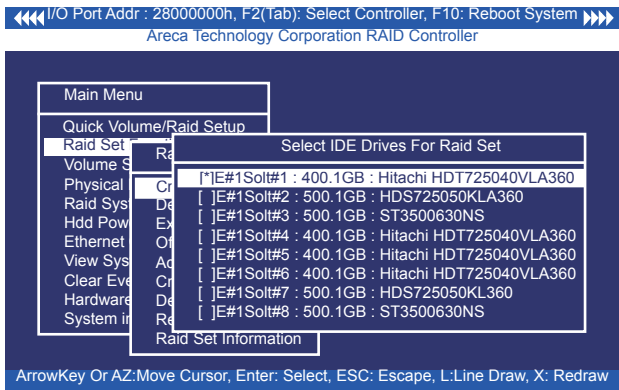 I/O Port Addr : 28000000h, F2(Tab): Select Controller, F10: Reboot System
Areca Technology Corporation RAID Controller
Main Menu
Quick Volume/Raid Setup
Raid Set
Volume S
Physical
Raid Sys
Hdd Pow
Ethernet
View Sys
Clear Eve
Hardware
System in
Ra
Cr
De
Ex
Of
Ac
Cr
De
Re
Raid Set Information
Select IDE Drives For Raid Set
[*]E#1Solt#1 : 400.1GB : Hitachi HDT725040VLA360
[ ]E#1Solt#2 : 500.1GB : HDS725050KLA360
[ ]E#1Solt#3 : 500.1GB : ST3500630NS
[ ]E#1Solt#4 : 400.1GB : Hitachi HDT725040VLA360
[ ]E#1Solt#5 : 400.1GB : Hitachi HDT725040VLA360
[ ]E#1Solt#6 : 400.1GB : Hitachi HDT725040VLA360
[ ]E#1Solt#7 : 500.1GB : HDS725050KL360
[ ]E#1Solt#8 : 500.1GB : ST3500630NS
ArrowKey Or AZ:Move Cursor, Enter: Select, ESC: Escape, L:Line Draw, X: Redraw